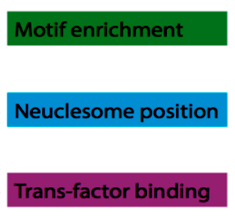 Motif enrichment
Neuclesome position
Trans-factor binding